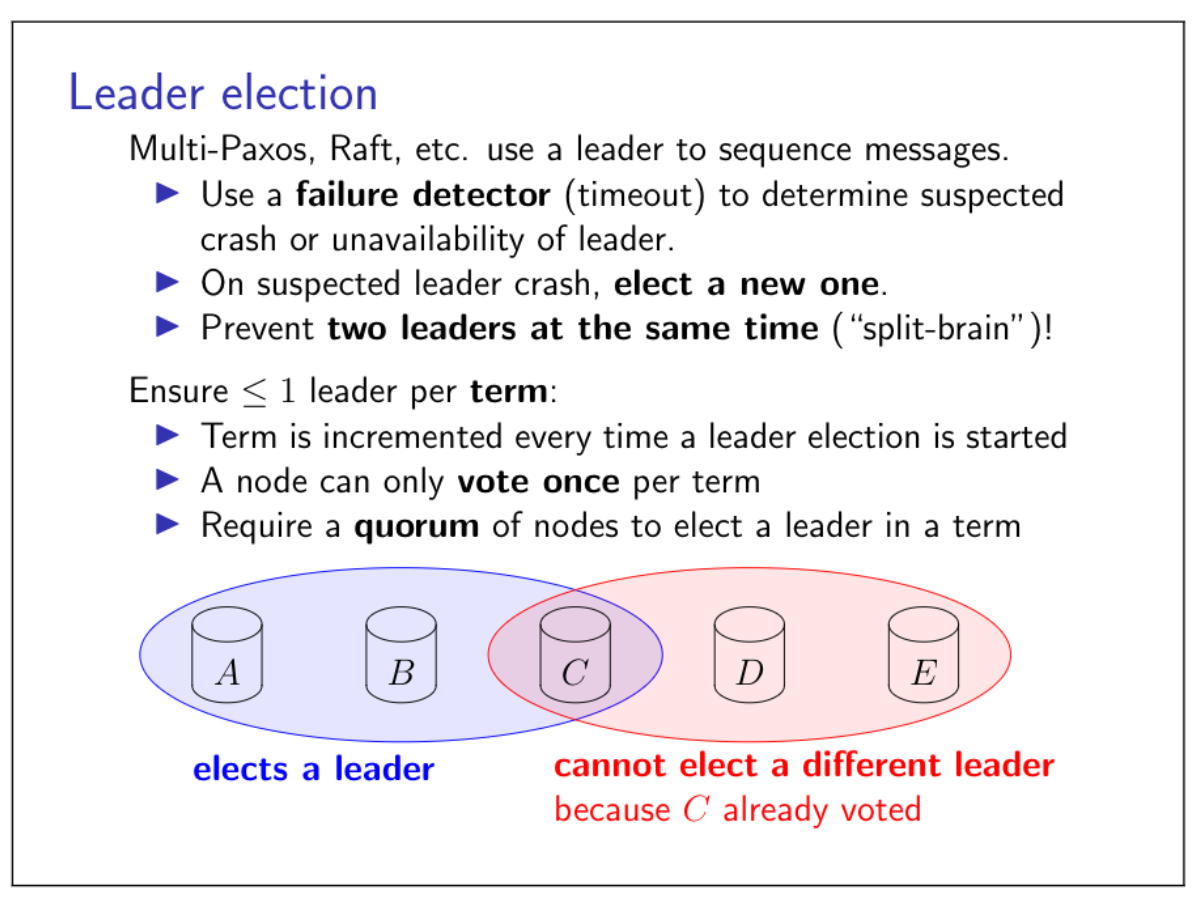 Leader election
Multi-Paxos, Raft, etc. use a leader to sequence messages.
▶ Use a failure detector (timeout) to determine suspected
crash or unavailability of leader.
▶ On suspected leader crash, elect a new one.
▶ Prevent two leaders at the same time (“split-brain”)!
Ensure ≤ 1 leader per term:
▶ Term is incremented every time a leader election is started
▶ A node can only vote once per term
▶ Require a quorum of nodes to elect a leader in a term
A B C D E
elects a leader
cannot elect a different leader
because C already voted